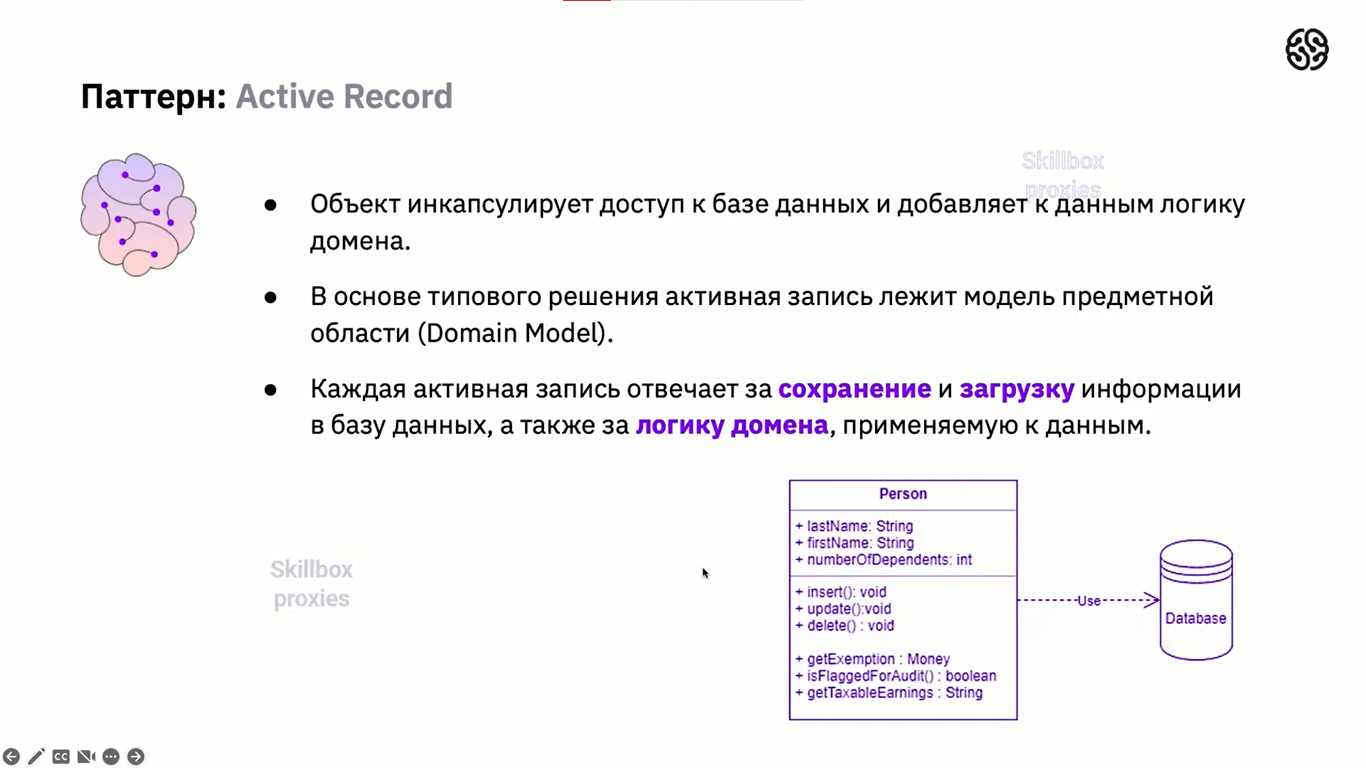 Паттерн: Active Record
Skillbox
proxies
● Объект инкапсулирует доступ к базе данных и добавляет к данным логику
домена.
● В основе типового решения активная запись лежит модель предметной
области (Domain Model).
● Каждая активная запись отвечает за сохранение и загрузку информации
в базу данных, а также за логику домена, применяемую к данным.
Person
+ lastName: String
+ firstName: String
+ numberOfDependents: int
+ insert(): void
+ update():void
+ delete() : void
+ getExemption : Money
+ isFlaggedForAudit() : boolean
+ getTaxableEarnings : String
Use
Database
Skillbox
proxies
CC